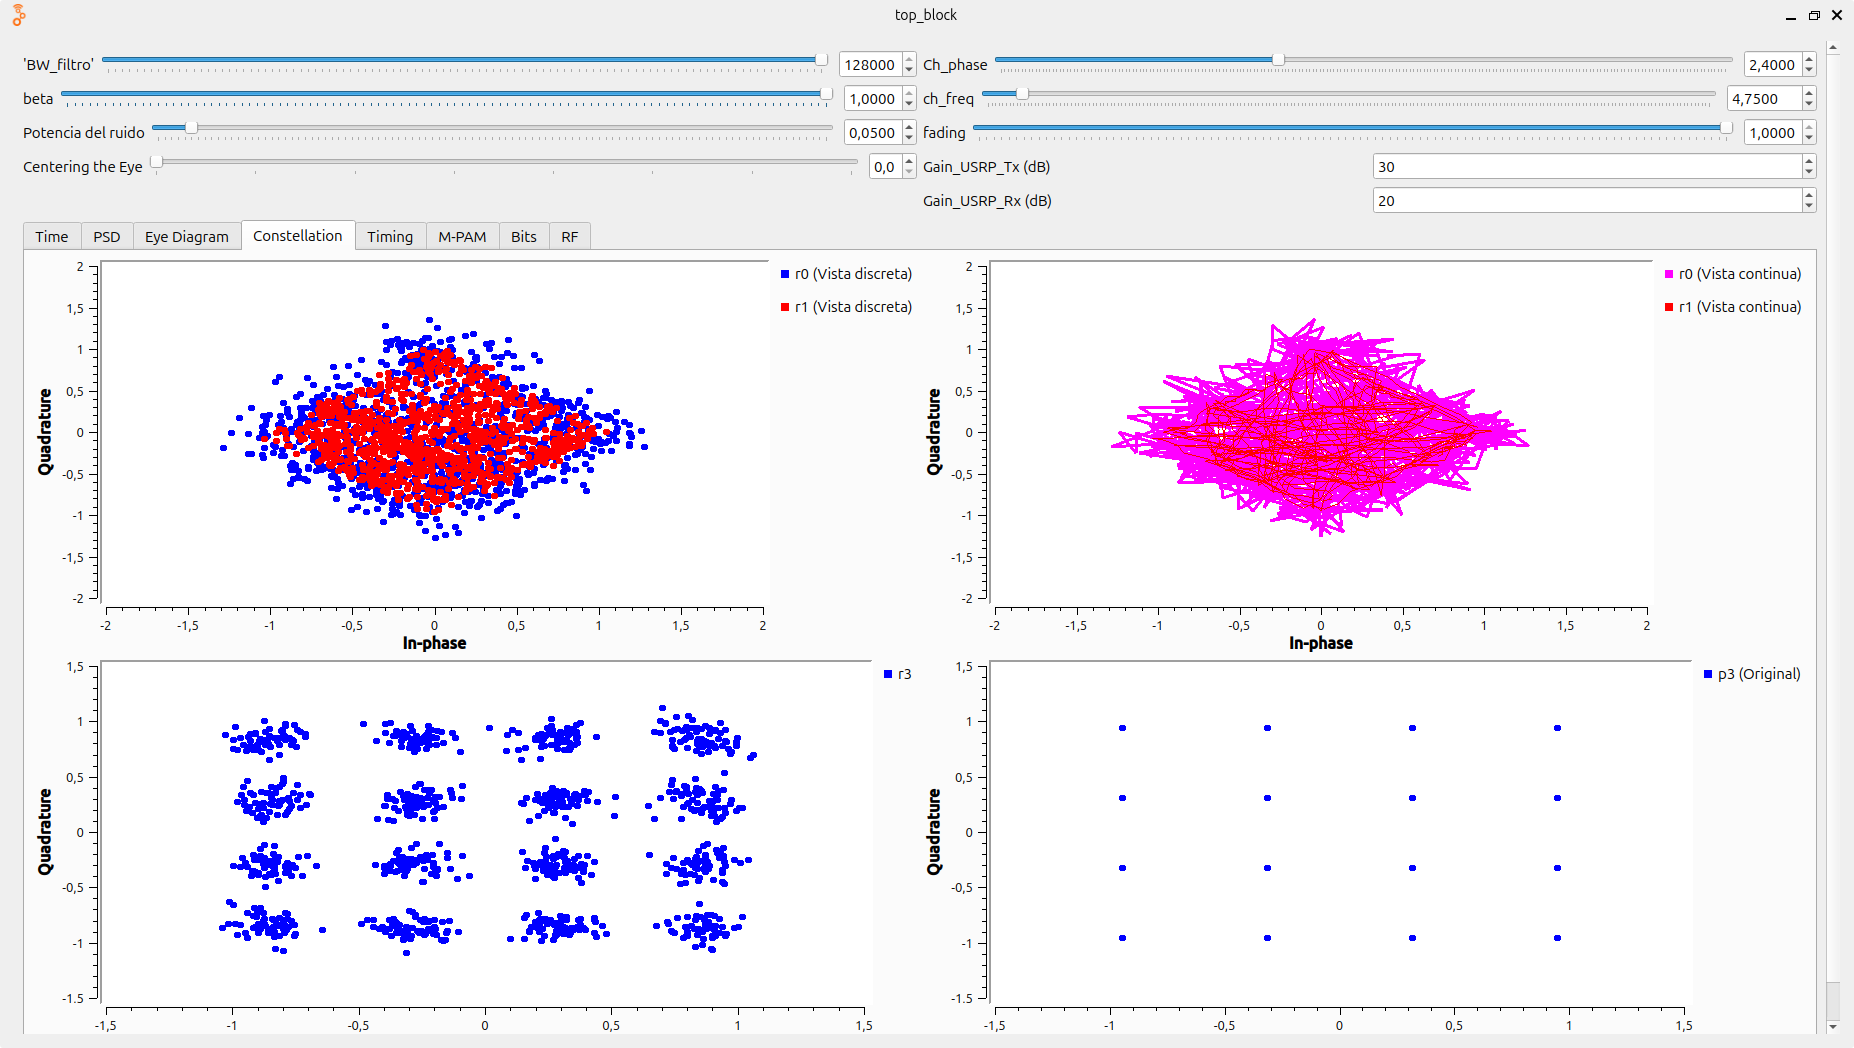 top_block
'BW_filtro' 128000 Ch_phase 2,4000
beta 1,0000 ch_freq 4,7500
Potencia del ruido 0,0500 fading 1,0000
Centering the Eye 0,0 Gain_USRP_Tx (dB) 30
Gain_USRP_Rx (dB) 20
Time PSD Eye Diagram Constellation Timing M-PAM Bits RF
r0 (Vista discreta)
r1 (Vista discreta)
Quadrature
2
1,5
1
0,5
0
-0,5
-1
-1,5
-2
-2 -1,5 -1 -0,5 0 0,5 1 1,5 2
In-phase
r0 (Vista continua)
r1 (Vista continua)
Quadrature
2
1,5
1
0,5
0
-0,5
-1
-1,5
-2
-2 -1,5 -1 -0,5 0 0,5 1 1,5 2
In-phase
r3
Quadrature
1,5
1
0,5
0
-0,5
-1
-1.5
-1,5 -1 -0,5 0 0,5 1 1,5
p3 (Original)
Quadrature
1,5
1
0,5
0
-0,5
-1
-1.5
-1,5 -1 -0,5 0 0,5 1 1,5